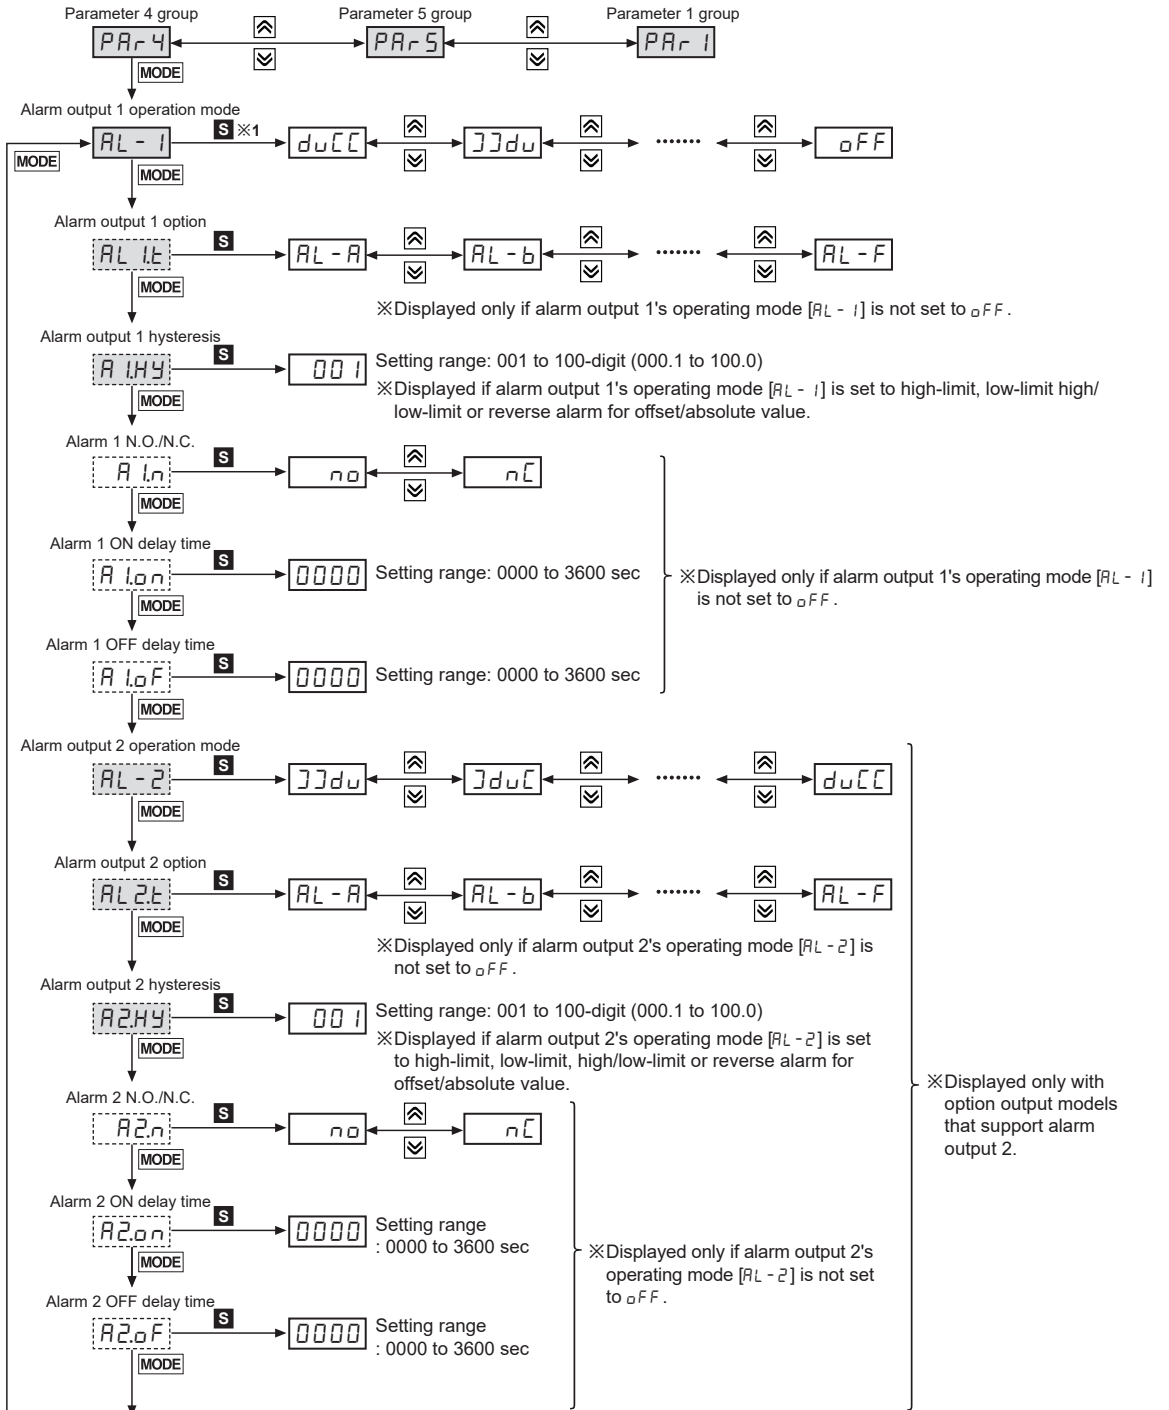 Parameter 4 group Parameter 5 group Parameter 1 group
PAr4 PAr5 PAr1
MODE
Alarm output 1 operation mode
AL-1 S ※1 duCC ]]du ······· oFF
MODE
MODE
Alarm output 1 option
AL1.t S AL-A AL-b ······· AL-F
MODE
※Displayed only if alarm output 1's operating mode [AL-1] is not set to oFF.
Alarm output 1 hysteresis
A1.HY S 001 Setting range: 001 to 100-digit (000.1 to 100.0)
MODE
※Displayed if alarm output 1's operating mode [AL-1] is set to high-limit, low-limit high/
low-limit or reverse alarm for offset/absolute value.
Alarm 1 N.O./N.C.
A1.n S no nC
MODE
Alarm 1 ON delay time
A1.on S 0000 Setting range: 0000 to 3600 sec
MODE
※Displayed only if alarm output 1's operating mode [AL-1]
is not set to oFF.
Alarm 1 OFF delay time
A1.oF S 0000 Setting range: 0000 to 3600 sec
MODE
Alarm output 2 operation mode
AL-2 S ]]du ]duC ······· duCC
MODE
Alarm output 2 option
AL2.t S AL-A AL-b ······· AL-F
MODE
※Displayed only if alarm output 2's operating mode [AL-2] is
not set to oFF.
Alarm output 2 hysteresis
A2.HY S 001 Setting range: 001 to 100-digit (000.1 to 100.0)
MODE
※Displayed if alarm output 2's operating mode [AL-2] is set
to high-limit, low-limit, high/low-limit or reverse alarm for
offset/absolute value.
※Displayed only with
option output models
that support alarm
output 2.
Alarm 2 N.O./N.C.
A2.n S no nC
MODE
Alarm 2 ON delay time
A2.on S 0000 Setting range
: 0000 to 3600 sec
MODE
※Displayed only if alarm output 2's
operating mode [AL-2] is not set
to oFF.
Alarm 2 OFF delay time
A2.oF S 0000 Setting range
: 0000 to 3600 sec
MODE